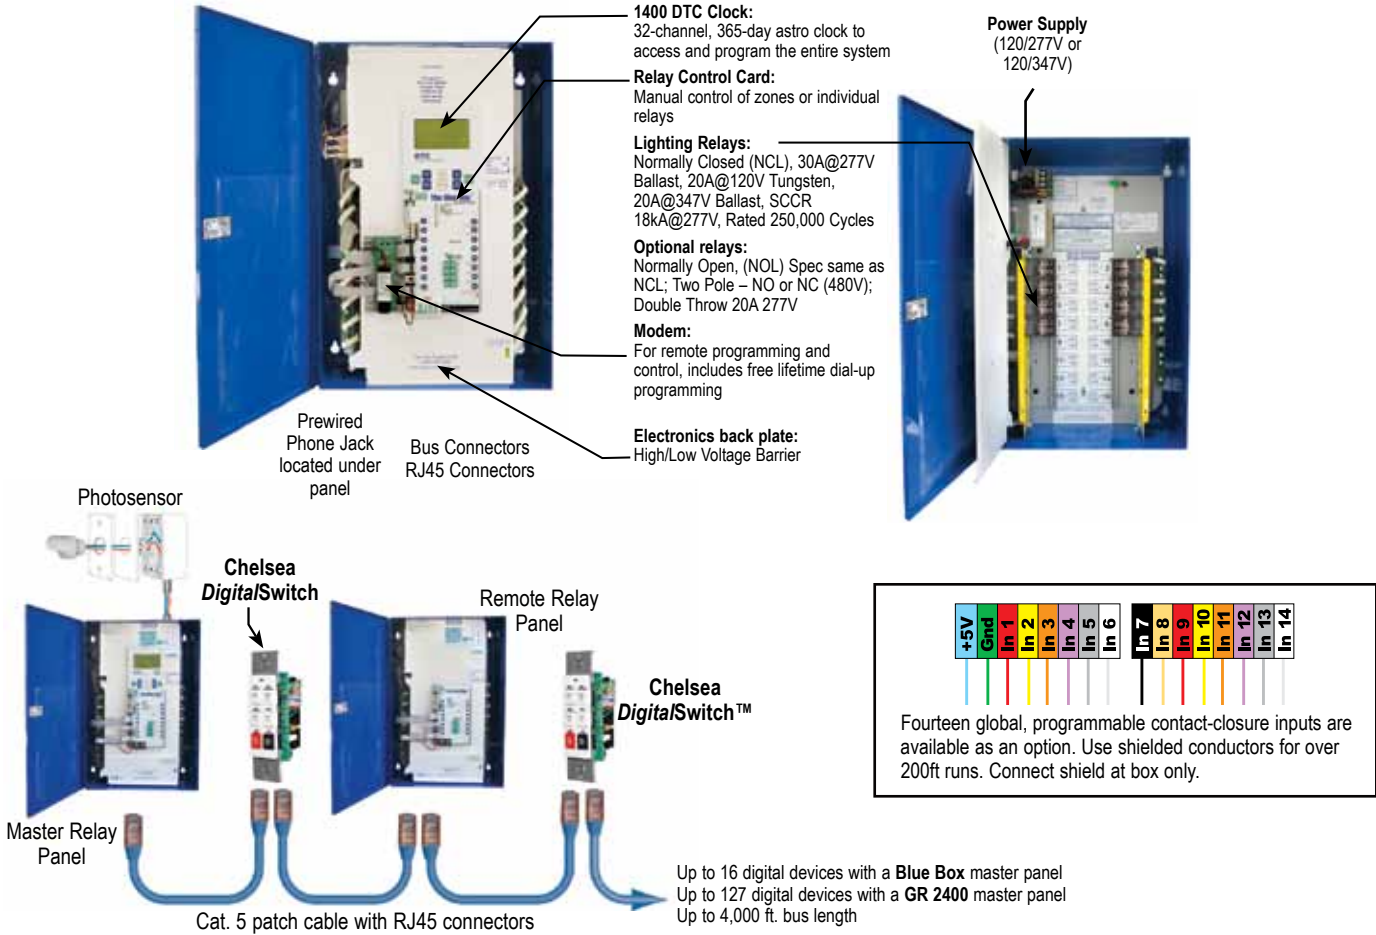 1400 DTC Clock:
32-channel, 365-day astro clock to
access and program the entire system
Relay Control Card:
Manual control of zones or individual
relays
Lighting Relays:
Normally Closed (NCL), 30A@277V
Ballast, 20A@120V Tungsten,
20A@347V Ballast, SCCR
18kA@277V, Rated 250,000 Cycles
Optional relays:
Normally Open, (NOL) Spec same as
NCL; Two Pole – NO or NC (480V);
Double Throw 20A 277V
Modem:
For remote programming and
control, includes free lifetime dial-up
programming
Electronics back plate:
High/Low Voltage Barrier
Power Supply
(120/277V or
120/347V)
Prewired
Phone Jack
located under
panel
Bus Connectors
RJ45 Connectors
Photosensor
Chelsea
DigitalSwitch
Remote Relay
Panel
Chelsea
DigitalSwitch™
Master Relay
Panel
Cat. 5 patch cable with RJ45 connectors
Up to 16 digital devices with a Blue Box master panel
Up to 127 digital devices with a GR 2400 master panel
Up to 4,000 ft. bus length
+5V
Gnd
In 1
In 2
In 3
In 4
In 5
In 6
In 7
In 8
In 9
In 10
In 11
In 12
In 13
In 14
Fourteen global, programmable contact-closure inputs are
available as an option. Use shielded conductors for over
200ft runs. Connect shield at box only.